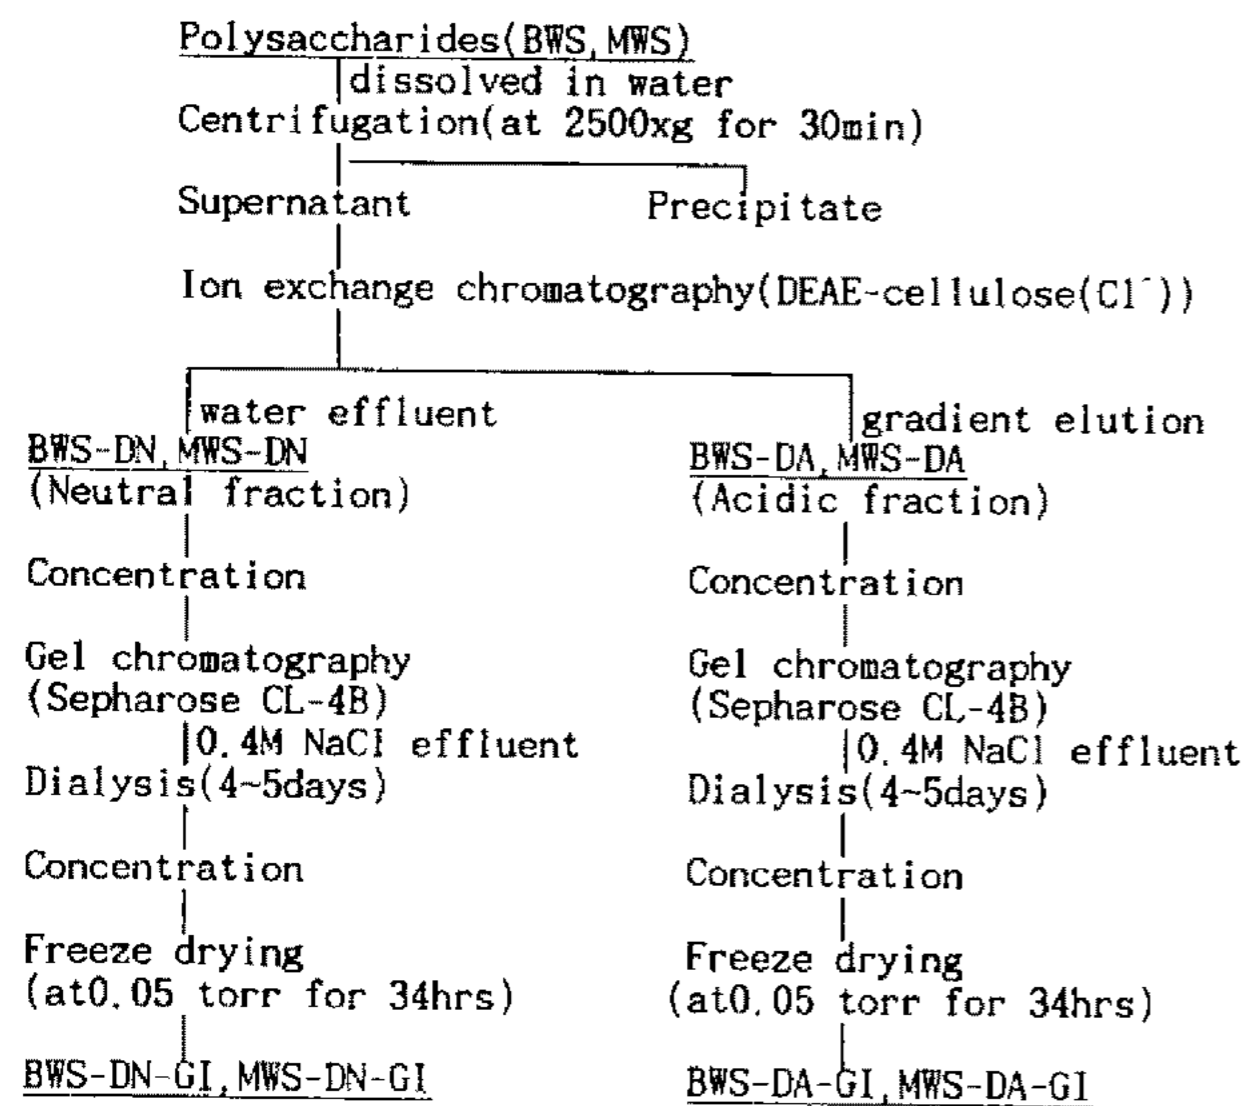 Polysaccharides(BWS,MWS)
dissolved in water
Centrifugation(at 2500xg for 30min)
Supernatant
Precipitate
Ion exchange chromatography(DEAE-cellulose(Cl⁻))
water effluent
BWS-DN,MWS-DN
(Neutral fraction)
Concentration
Gel chromatography
(Sepharose CL-4B)
0.4M NaCl effluent
Dialysis(4~5days)
Concentration
Freeze drying
(at0.05 torr for 34hrs)
BWS-DN-GI,MWS-DN-GI
gradient elution
BWS-DA,MWS-DA
(Acidic fraction)
Concentration
Gel chromatography
(Sepharose CL-4B)
0.4M NaCl effluent
Dialysis(4~5days)
Concentration
Freeze drying
(at0.05 torr for 34hrs)
BWS-DA-GI,MWS-DA-GI